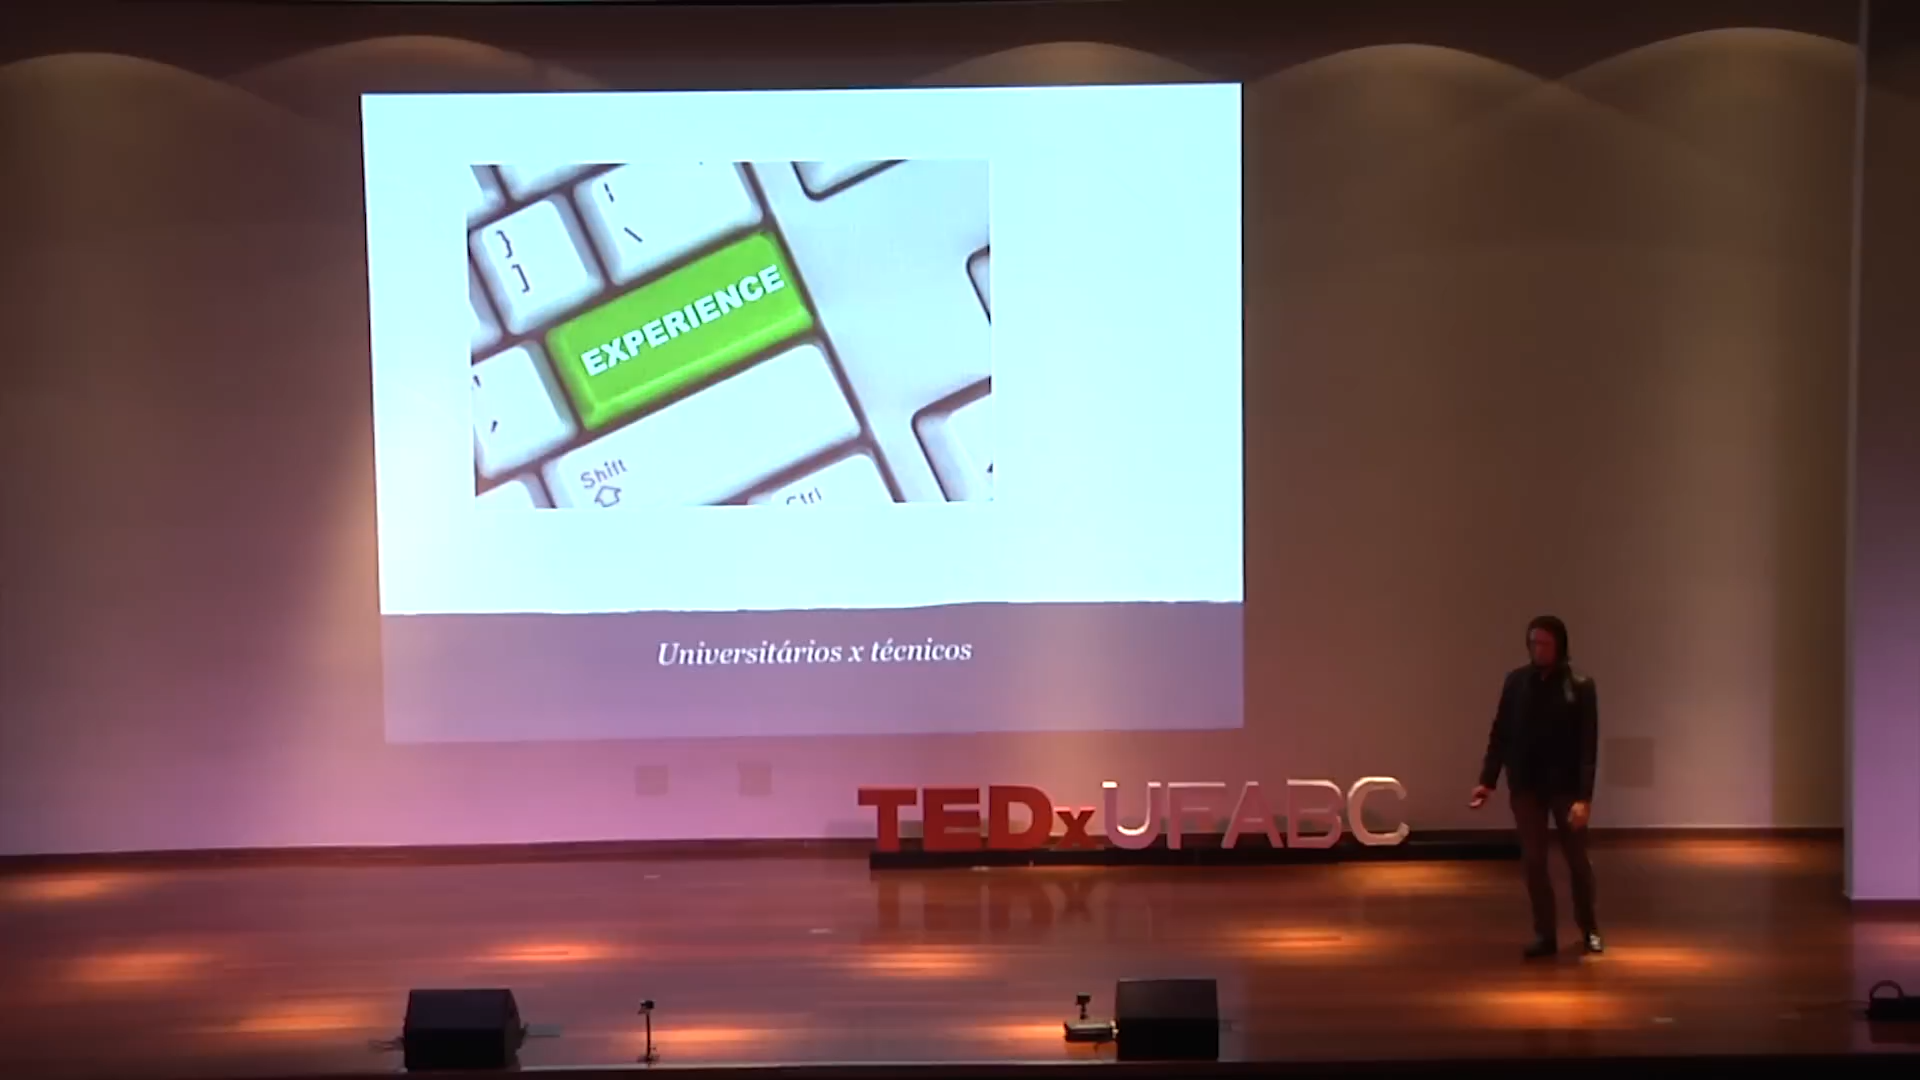 }
]
|
\
EXPERIENCE
"
,
Shift
Ctrl
Universitários x técnicos
TEDxUFABC